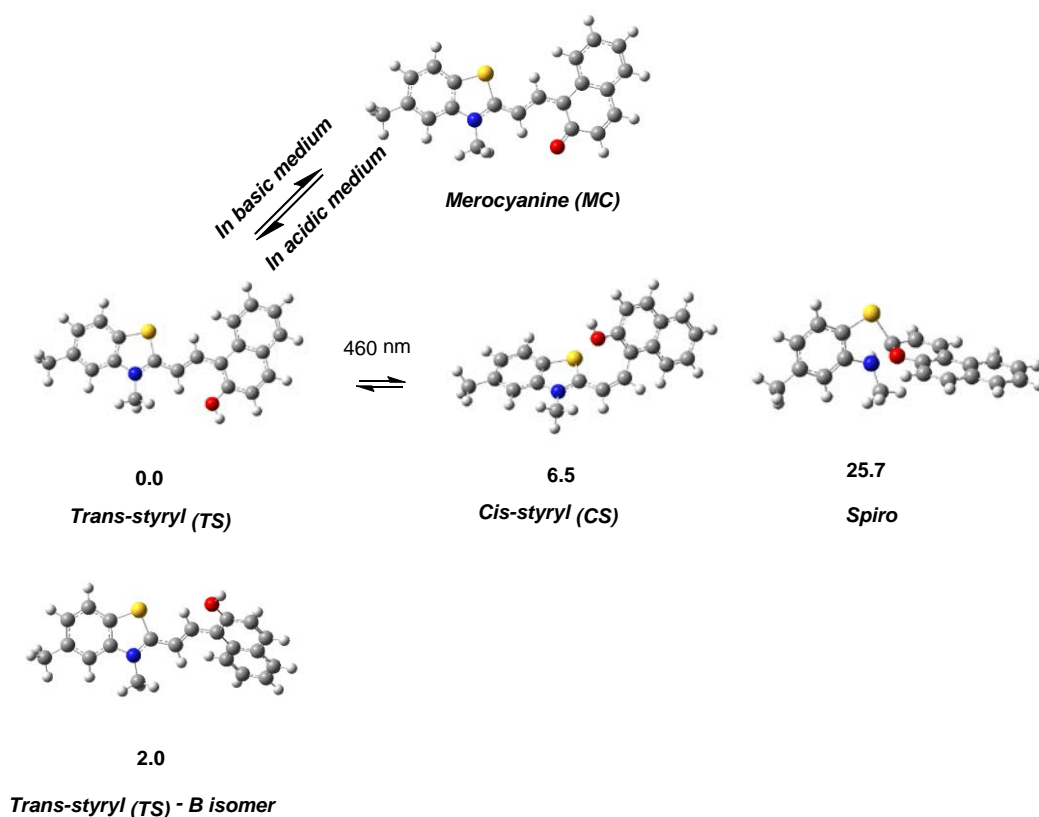 In basic medium
In acidic medium
Merocyanine (MC)
460 nm
0.0
6.5
25.7
Trans-styryl (TS)
Cis-styryl (CS)
Spiro
2.0
Trans-styryl (TS) - B isomer